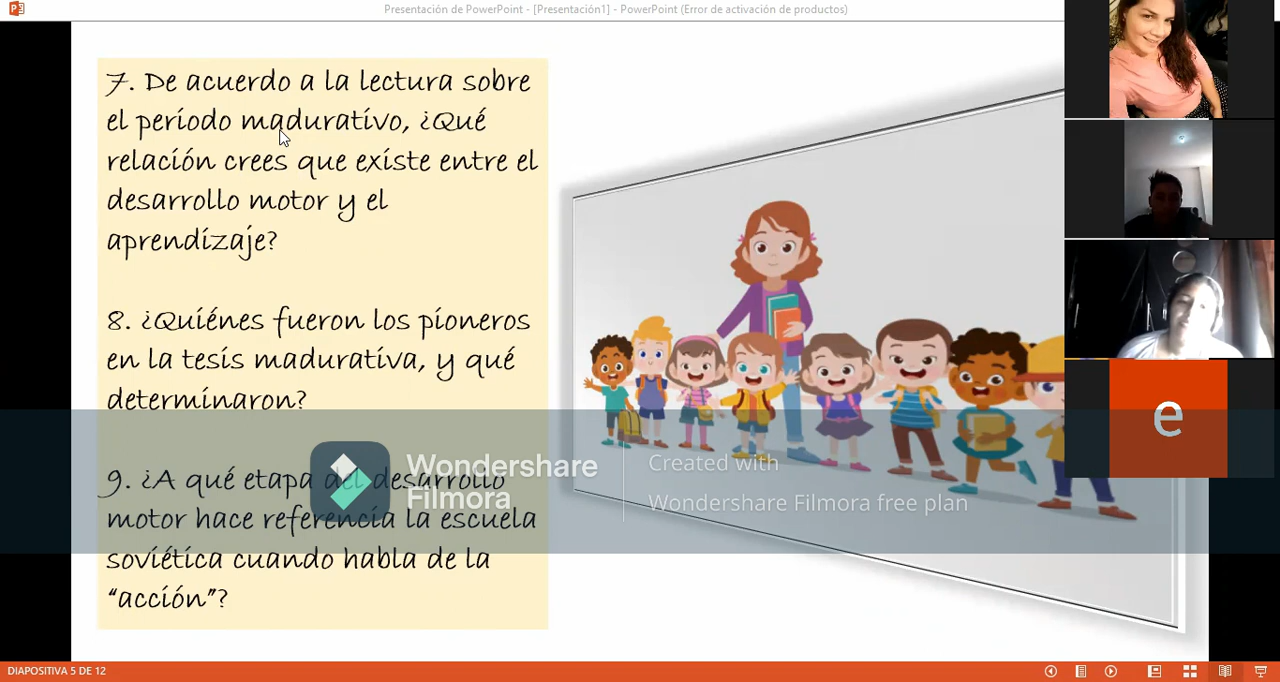 Presentación de PowerPoint - [Presentación1] - PowerPoint (Error de activación de productos)
7. De acuerdo a la lectura sobre
el período madurativo, ¿Qué
relación crees que existe entre el
desarrollo motor y el
aprendizaje?
8. ¿Quiénes fueron los pioneros
en la tesis madurativa, y qué
determinaron?
9. ¿A qué etapa del desarrollo
motor hace referencia la escuela
soviética cuando habla de la
“acción”?
Wondershare
Filmora
Created with
Wondershare Filmora free plan
e
DIAPOSITIVA 5 DE 12